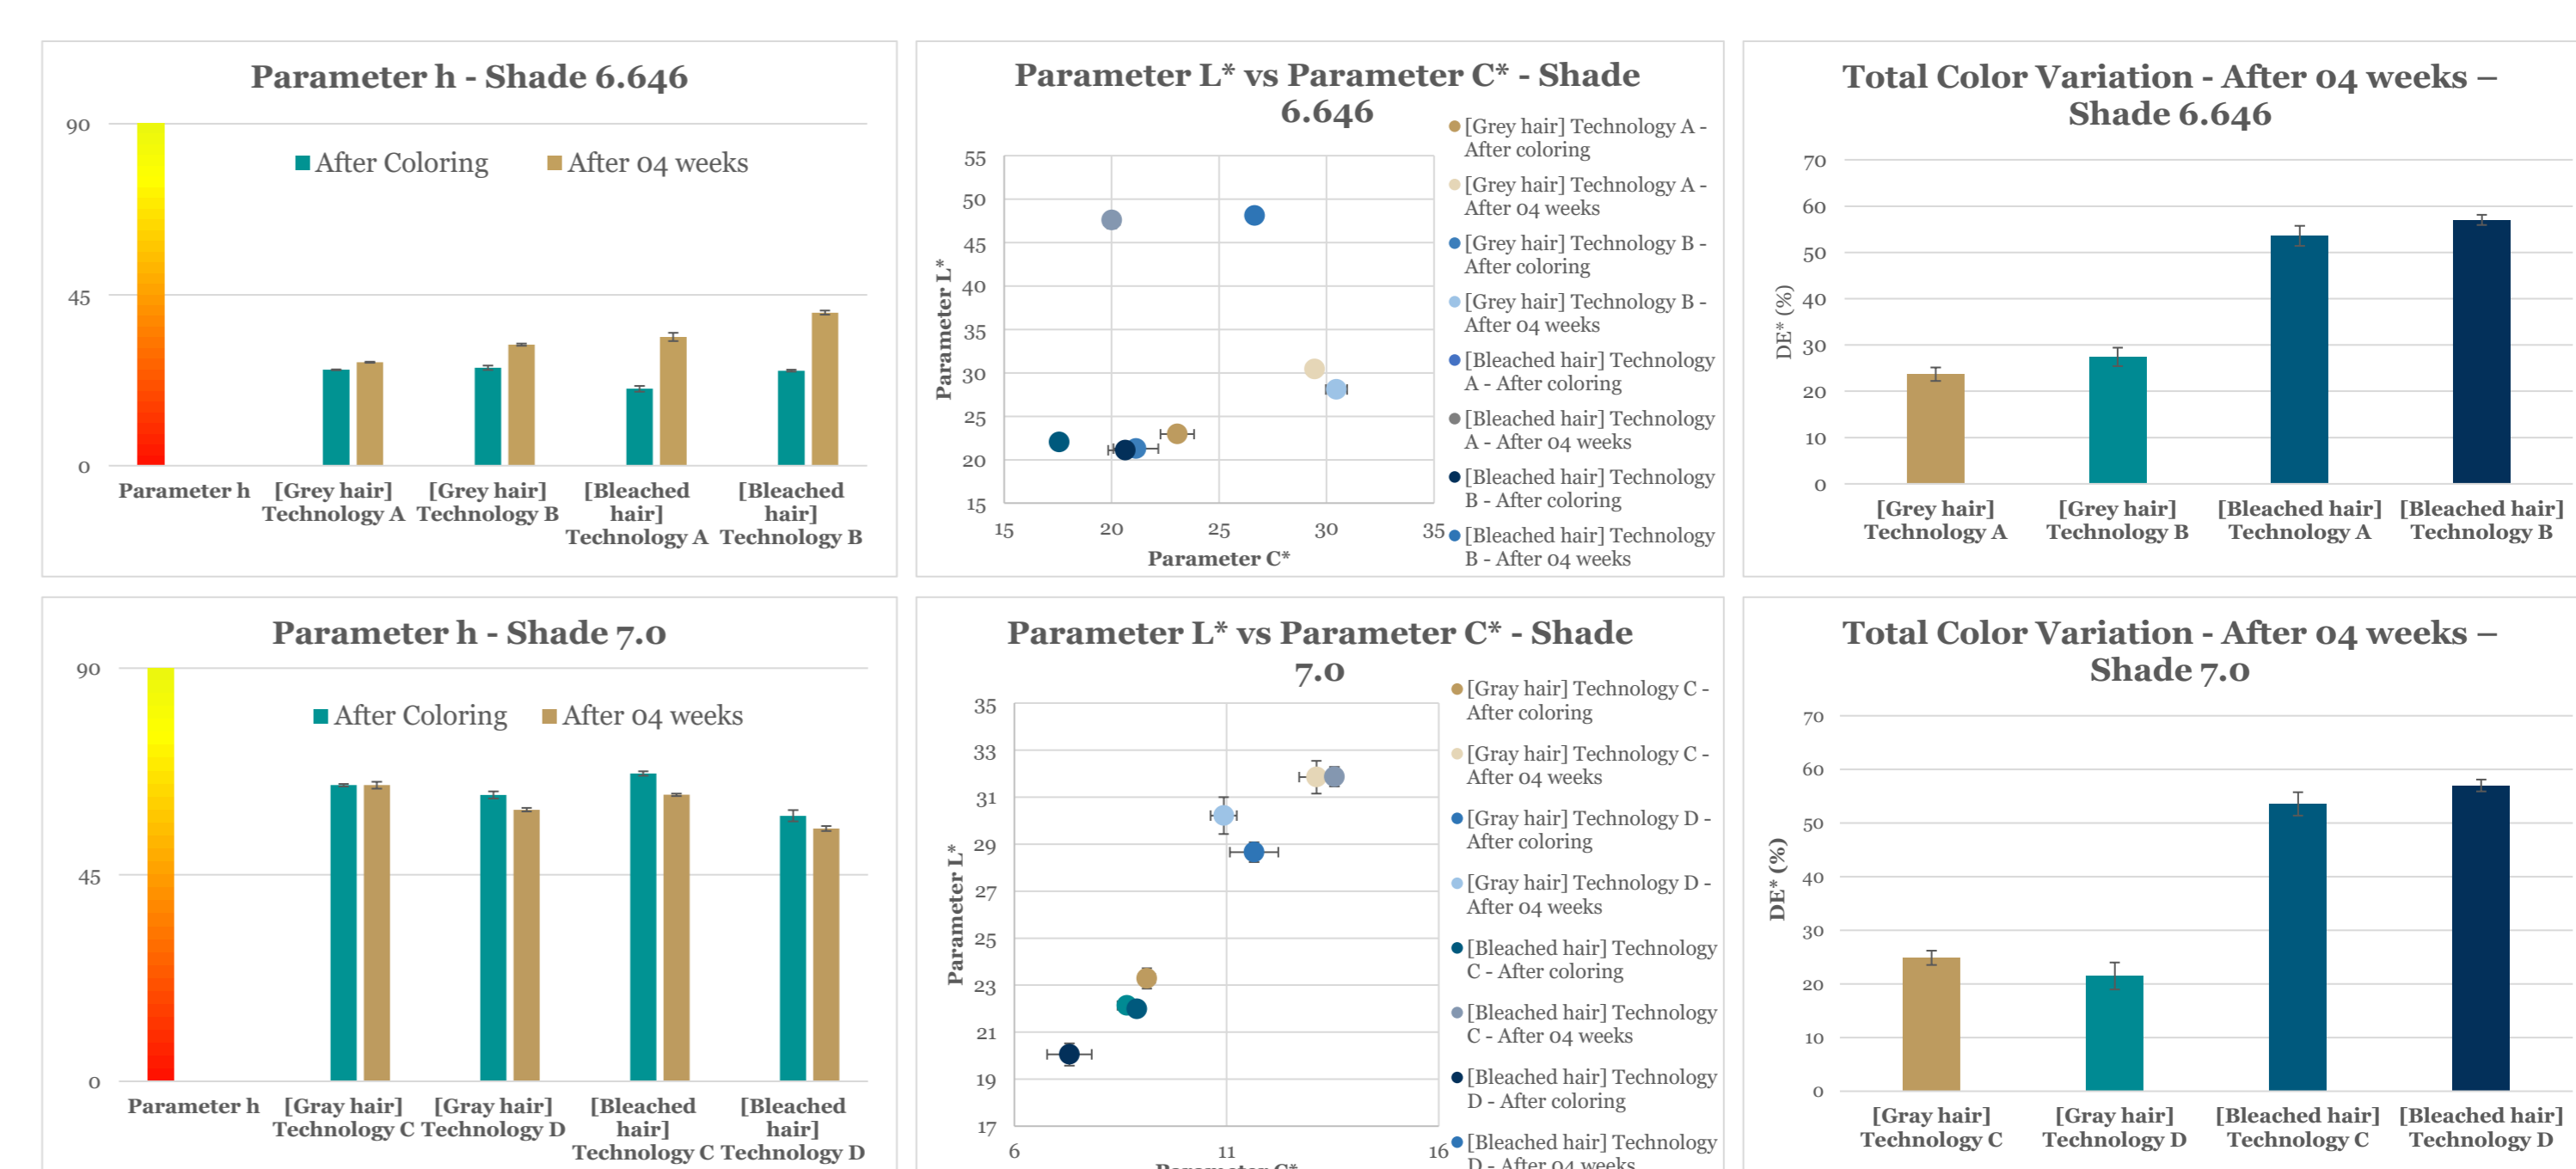 Parameter h - Shade 6.646
90
After Coloring
After 04 weeks
45
0
Parameter h
[Grey hair]
Technology A
[Grey hair]
Technology B
[Bleached
hair]
Technology A
[Bleached
hair]
Technology B
Parameter L* vs Parameter C* - Shade
6.646
55
50
45
40
35
30
25
20
15
Parameter L*
15
20
25
30
35
Parameter C*
[Grey hair] Technology A -
After coloring
[Grey hair] Technology A -
After 04 weeks
[Grey hair] Technology B -
After coloring
[Grey hair] Technology B -
After 04 weeks
[Bleached hair] Technology
A - After coloring
[Bleached hair] Technology
A - After 04 weeks
[Bleached hair] Technology
B - After coloring
[Bleached hair] Technology
B - After 04 weeks
Total Color Variation - After 04 weeks –
Shade 6.646
70
60
50
40
30
20
10
0
DE* (%)
[Grey hair]
Technology A
[Grey hair]
Technology B
[Bleached hair]
Technology A
[Bleached hair]
Technology B
Parameter h - Shade 7.0
90
After Coloring
After 04 weeks
45
0
Parameter h
[Gray hair]
Technology C
[Gray hair]
Technology D
[Bleached
hair]
Technology C
[Bleached
hair]
Technology D
Parameter L* vs Parameter C* - Shade
7.0
35
33
31
29
27
25
23
21
19
17
Parameter L*
6
11
16
Parameter C*
[Gray hair] Technology C -
After coloring
[Gray hair] Technology C -
After 04 weeks
[Gray hair] Technology D -
After coloring
[Gray hair] Technology D -
After 04 weeks
[Bleached hair] Technology
C - After coloring
[Bleached hair] Technology
C - After 04 weeks
[Bleached hair] Technology
D - After coloring
[Bleached hair] Technology
D - After 04 weeks
Total Color Variation - After 04 weeks –
Shade 7.0
70
60
50
40
30
20
10
0
DE* (%)
[Gray hair]
Technology C
[Gray hair]
Technology D
[Bleached hair]
Technology C
[Bleached hair]
Technology D